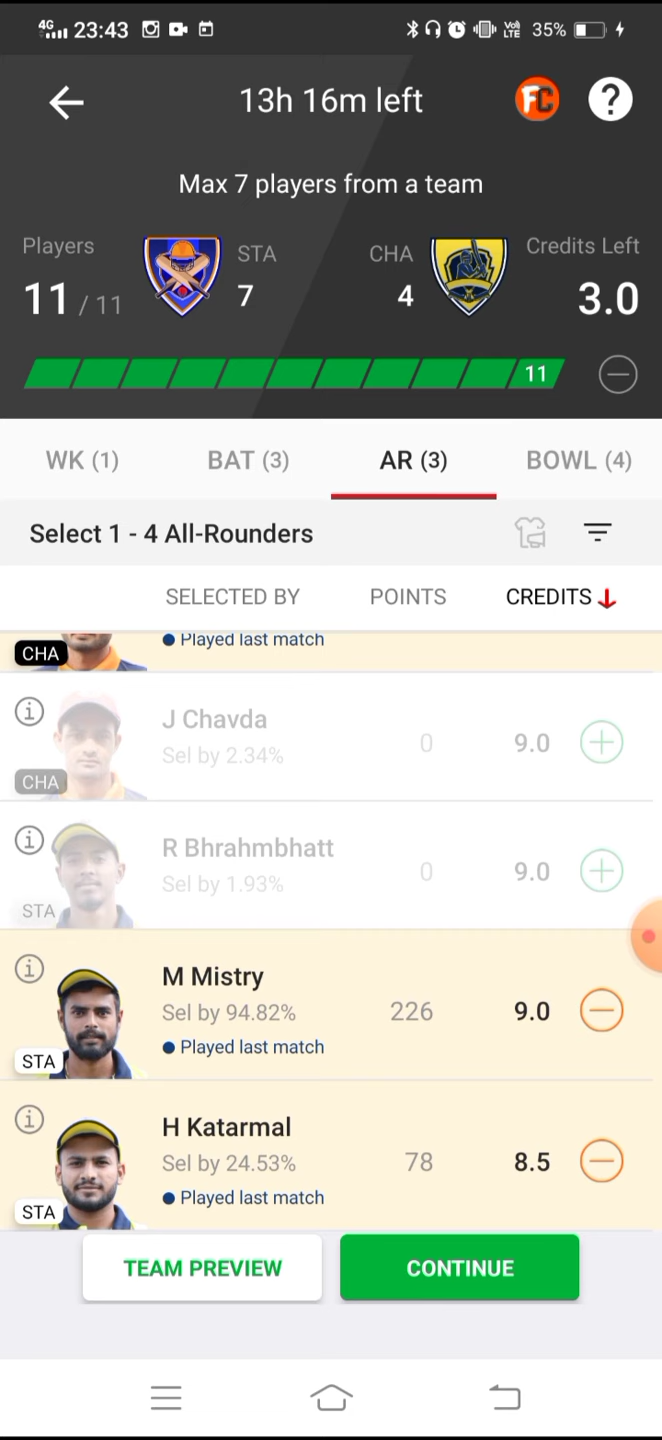 4G 23:43 VoI) LTE 35%
13h 16m left FC ?
Max 7 players from a team
Players STA CHA Credits Left
11 / 11 7 4 3.0
11
WK (1) BAT (3) AR (3) BOWL (4)
Select 1 - 4 All-Rounders
SELECTED BY POINTS CREDITS
CHA Played last match
J Chavda
Sel by 2.34% 0 9.0
CHA
R Bhrahmbhatt
Sel by 1.93% 0 9.0
STA
M Mistry
Sel by 94.82% 226 9.0
Played last match
STA
H Katarmal
Sel by 24.53% 78 8.5
Played last match
STA
TEAM PREVIEW CONTINUE